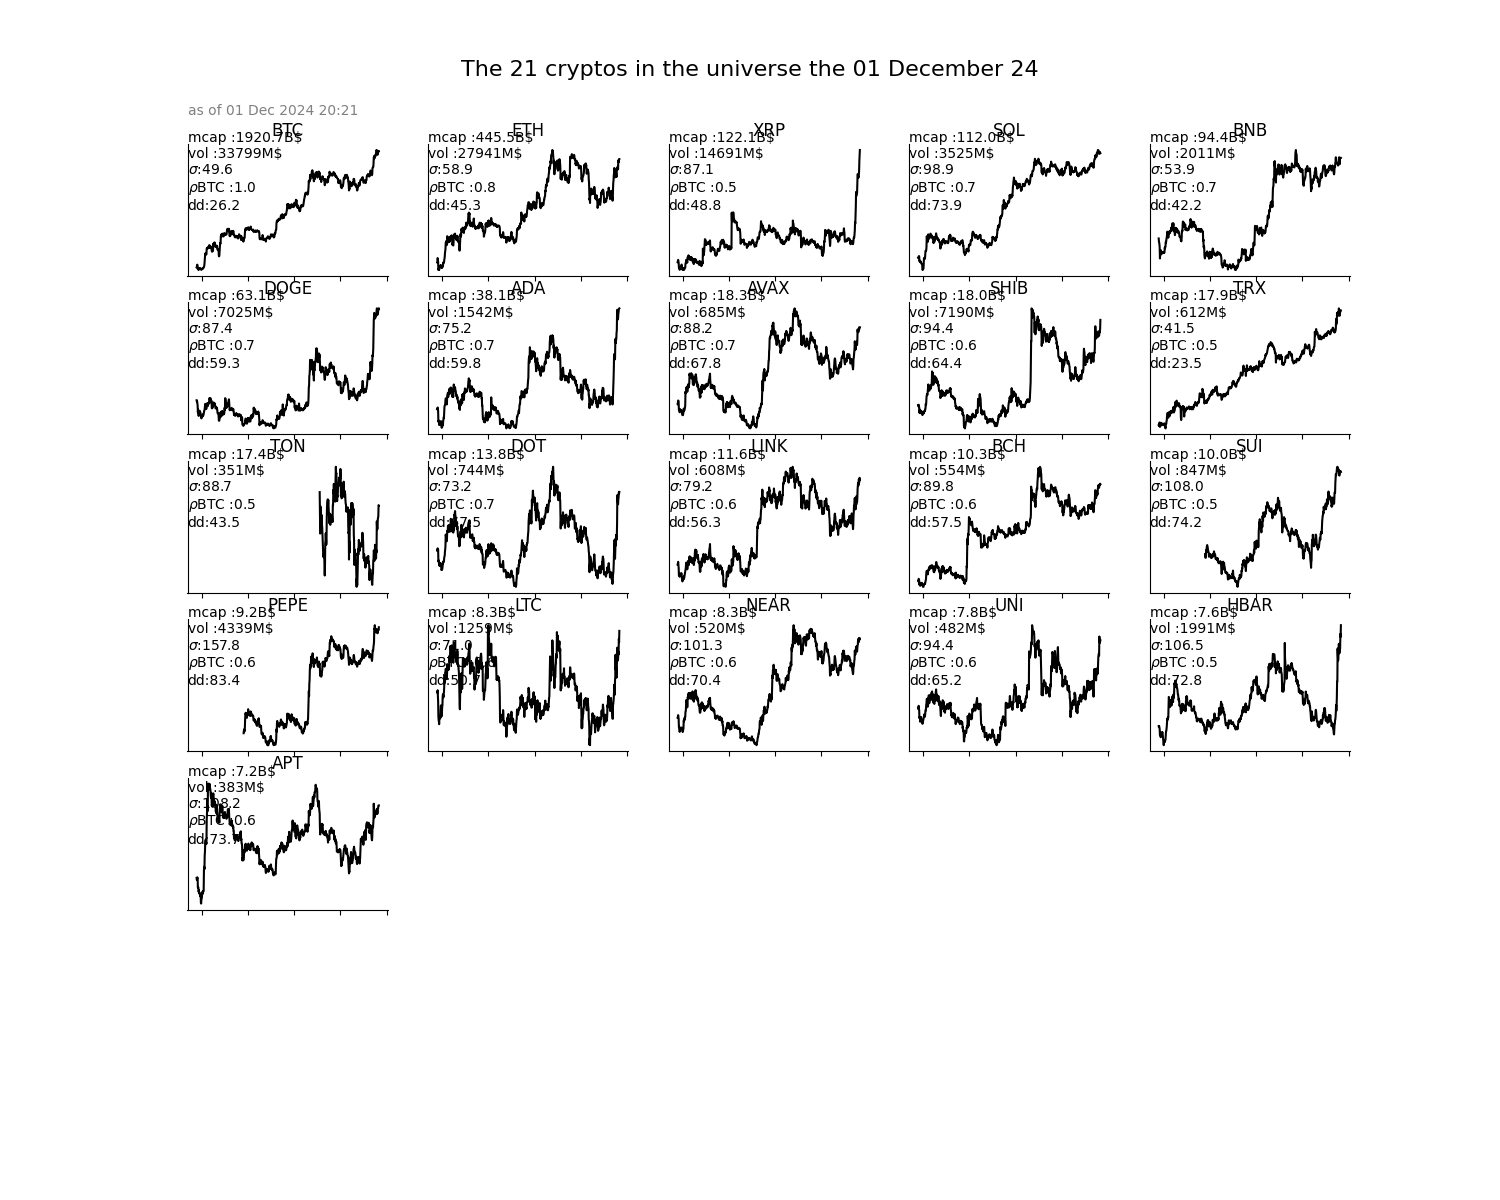 The 21 cryptos in the universe the 01 December 24
as of 01 Dec 2024 20:21
BTC
mcap :1920.7B$
vol :33799M$
σ:49.6
ρBTC :1.0
dd:26.2
ETH
mcap :445.5B$
vol :27941M$
σ:58.9
ρBTC :0.8
dd:45.3
XRP
mcap :122.1B$
vol :14691M$
σ:87.1
ρBTC :0.5
dd:48.8
SOL
mcap :112.0B$
vol :3525M$
σ:98.9
ρBTC :0.7
dd:73.9
BNB
mcap :94.4B$
vol :2011M$
σ:53.9
ρBTC :0.7
dd:42.2
DOGE
mcap :63.1B$
vol :7025M$
σ:87.4
ρBTC :0.7
dd:59.3
ADA
mcap :38.1B$
vol :1542M$
σ:75.2
ρBTC :0.7
dd:59.8
AVAX
mcap :18.3B$
vol :685M$
σ:88.2
ρBTC :0.7
dd:67.8
SHIB
mcap :18.0B$
vol :7190M$
σ:94.4
ρBTC :0.6
dd:64.4
TRX
mcap :17.9B$
vol :612M$
σ:41.5
ρBTC :0.5
dd:23.5
TON
mcap :17.4B$
vol :351M$
σ:88.7
ρBTC :0.5
dd:43.5
DOT
mcap :13.8B$
vol :744M$
σ:73.2
ρBTC :0.7
LINK
mcap :11.6B$
vol :608M$
σ:79.2
ρBTC :0.6
dd:56.3
BCH
mcap :10.3B$
vol :554M$
σ:89.8
ρBTC :0.6
dd:57.5
SUI
mcap :10.0B$
vol :847M$
σ:108.0
ρBTC :0.5
dd:74.2
PEPE
mcap :9.2B$
vol :4339M$
σ:157.8
ρBTC :0.6
dd:83.4
LTC
mcap :8.3B$
vol :1259M$
NEAR
mcap :8.3B$
vol :520M$
σ:101.3
ρBTC :0.6
dd:70.4
UNI
mcap :7.8B$
vol :482M$
σ:94.4
ρBTC :0.6
dd:65.2
HBAR
mcap :7.6B$
vol :1991M$
σ:106.5
ρBTC :0.5
dd:72.8
APT
mcap :7.2B$
vol :383M$
σ:108.2
ρBTC :0.6